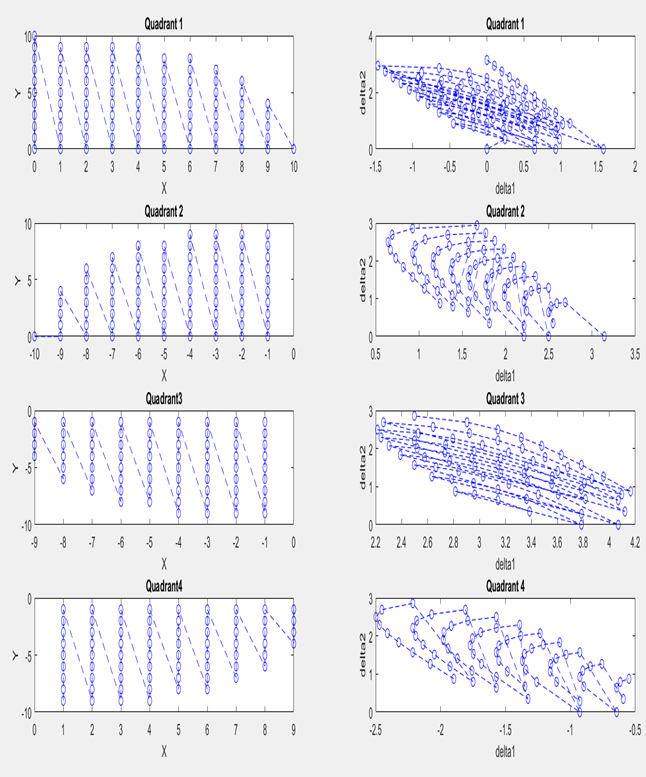 Quadrant 1
Quadrant 1
10
5
0
Y
0 1 2 3 4 5 6 7 8 9 10
X
4
2
0
delta2
-1.5 -1 -0.5 0 0.5 1 1.5 2
delta1
Quadrant 2
Quadrant 2
10
5
0
Y
-10 -9 -8 -7 -6 -5 -4 -3 -2 -1 0
X
3
2
1
0
delta2
0.5 1 1.5 2 2.5 3 3.5
delta1
Quadrant3
Quadrant 3
0
-5
-10
Y
-9 -8 -7 -6 -5 -4 -3 -2 -1 0
X
3
2
1
0
delta2
2.2 2.4 2.6 2.8 3 3.2 3.4 3.6 3.8 4 4.2
delta1
Quadrant4
Quadrant 4
0
-5
-10
Y
0 1 2 3 4 5 6 7 8 9
X
3
2
1
0
delta2
-2.5 -2 -1.5 -1 -0.5
delta1